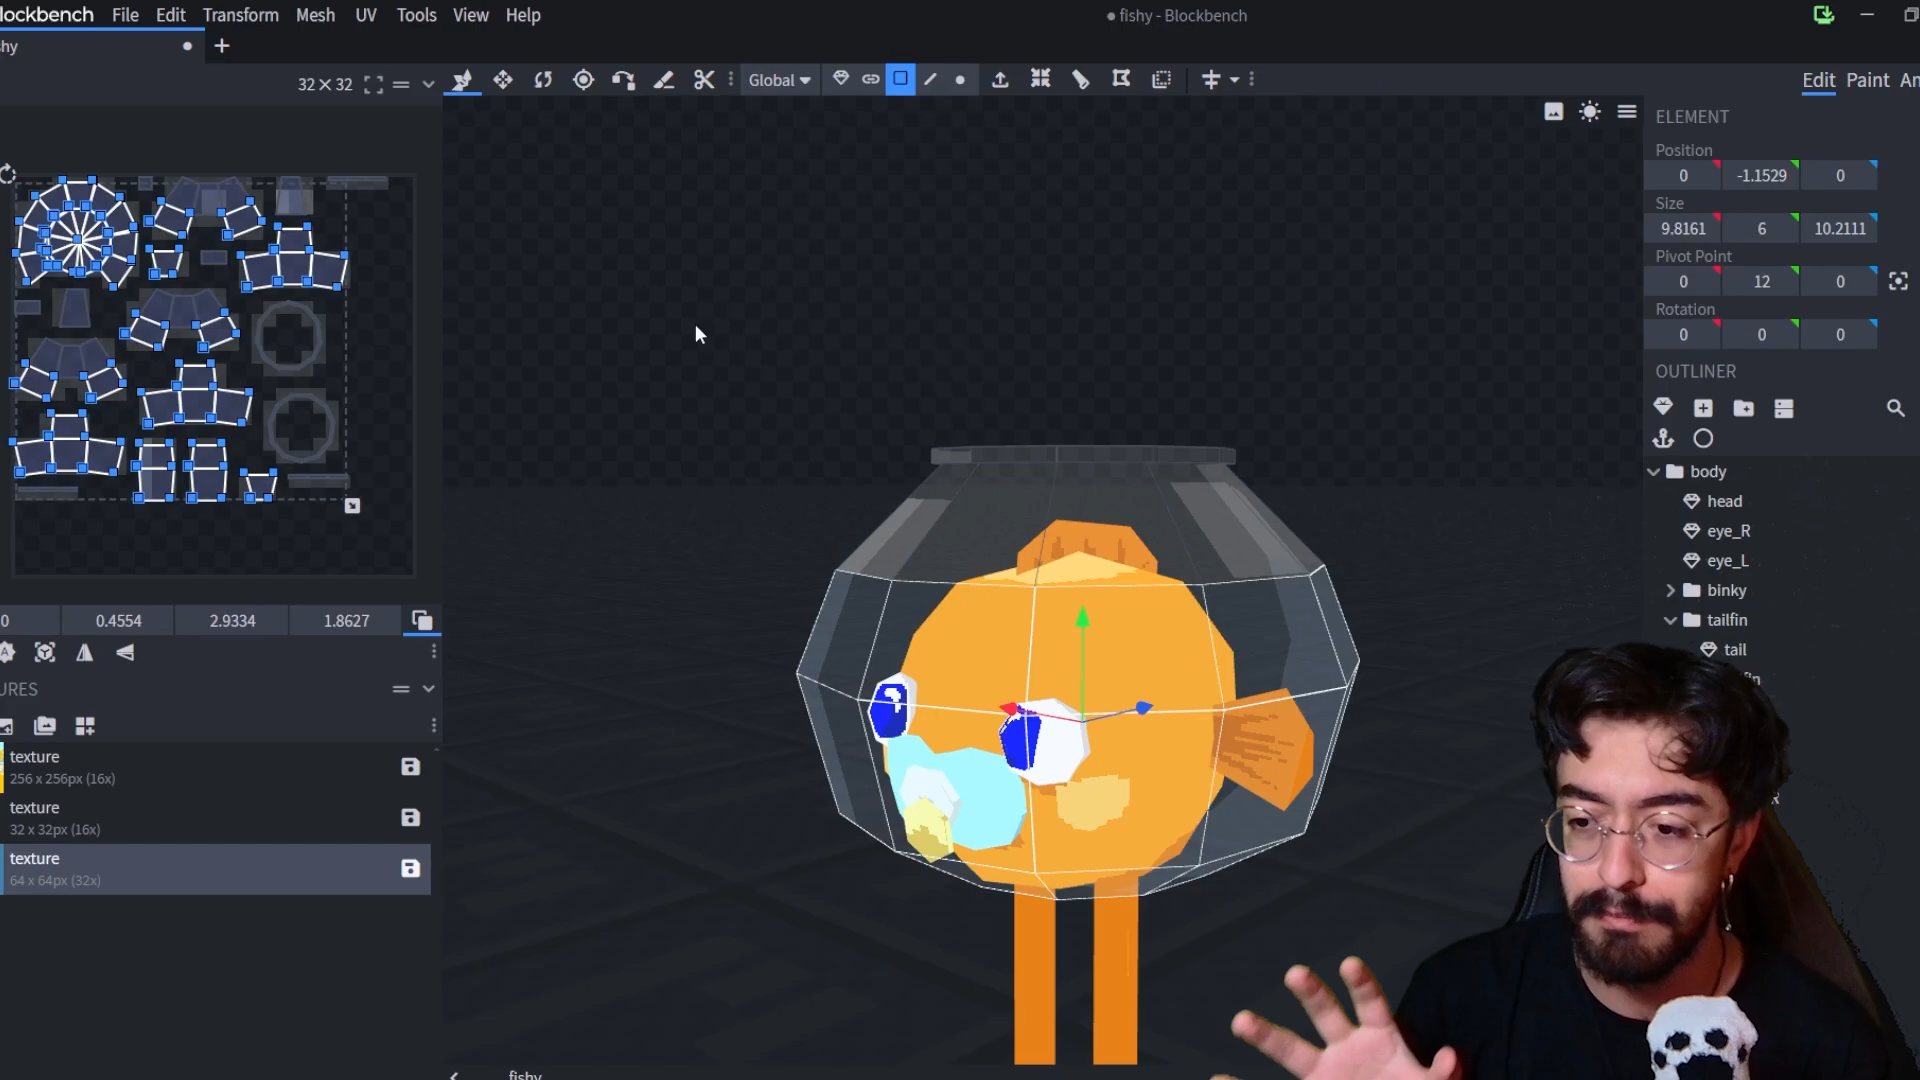 lockbench File Edit Transform Mesh UV Tools View Help
● fishy - Blockbench
hy
32 × 32
Global
Edit Paint An
ELEMENT
Position
0 -1.1529 0
Size
9.8161 6 10.2111
Pivot Point
0 12 0
Rotation
0 0 0
OUTLINER
body
head
eye_R
eye_L
binky
tailfin
tail
fin
R
0 0.4554 2.9334 1.8627
URES
texture
256 x 256px (16x)
texture
32 x 32px (16x)
texture
64 x 64px (32x)
fishy